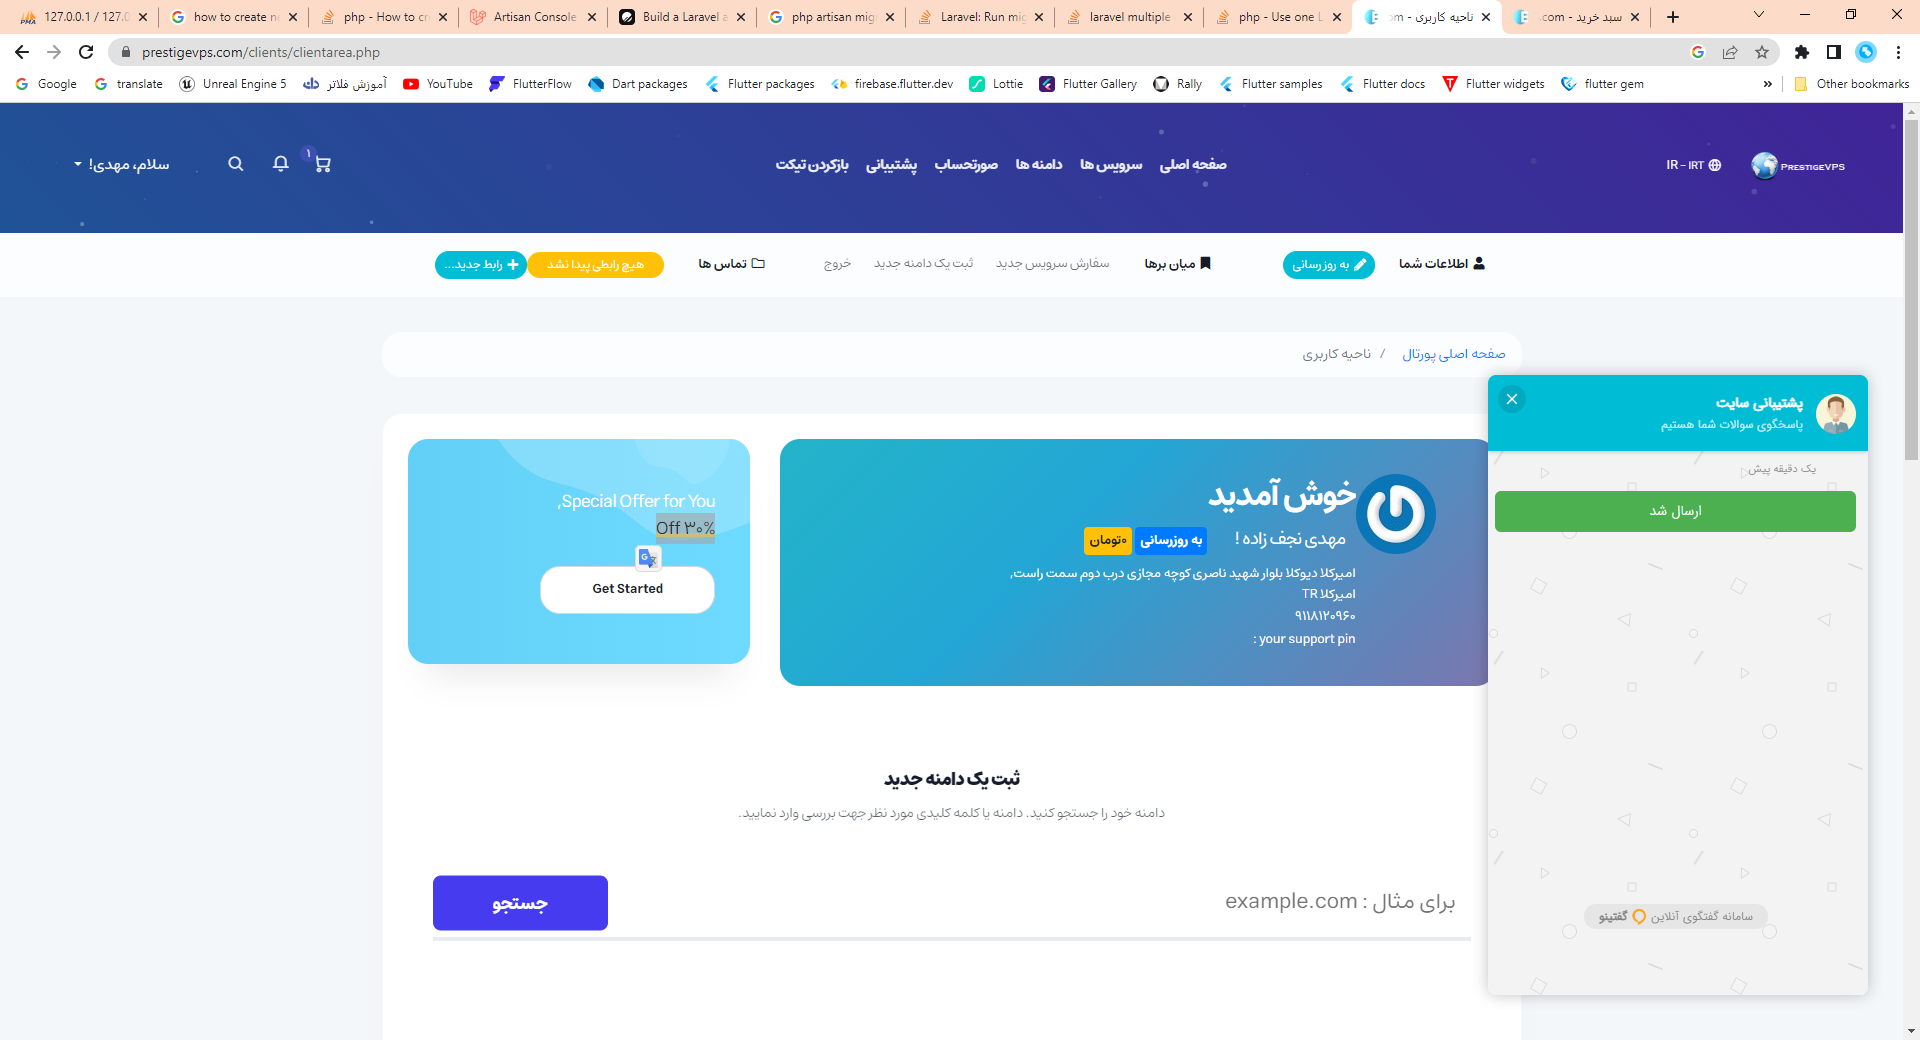 127.0.0.1 / 127.0
how to create n
php - How to cr
Artisan Console
Build a Laravel a
php artisan mig
Laravel: Run mig
laravel multiple
php - Use one L
ناحیه کاربری - om
سبد خرید - .com
prestigevps.com/clients/clientarea.php
Google
translate
Unreal Engine 5
آموزش فلاتر
YouTube
FlutterFlow
Dart packages
Flutter packages
firebase.flutter.dev
Lottie
Flutter Gallery
Rally
Flutter samples
Flutter docs
Flutter widgets
flutter gem
»
Other bookmarks
PRESTIGEVPS
IR - IRT
صفحه اصلی
سرویس ها
دامنه ها
صورتحساب
پشتیبانی
بازکردن تیکت
۱
سلام، مهدی!
اطلاعات شما
به روز رسانی
میان برها
سفارش سرویس جدید
ثبت یک دامنه جدید
خروج
تماس ها
هیچ رابطی پیدا نشد
رابط جدید...
صفحه اصلی پورتال / ناحیه کاربری
خوش آمدید
مهدی نجف زاده !
به روزرسانی
۰تومان
امیرکلا دیوکلا بلوار شهید ناصری کوچه مجازی درب دوم سمت راست,
امیرکلا TR
۹۱۱۸۱۲۰۹۶۰
your support pin :
Special Offer for You,
Off ۳۰%
Get Started
ثبت یک دامنه جدید
دامنه خود را جستجو کنید. دامنه یا کلمه کلیدی مورد نظر جهت بررسی وارد نمایید.
برای مثال : example.com
جستجو
پشتیبانی سایت
پاسخگوی سوالات شما هستیم
یک دقیقه پیش
ارسال شد
سامانه گفتگوی آنلاین گفتینو